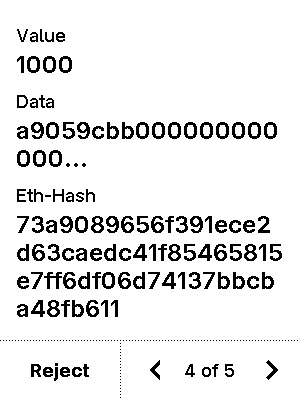 Value
1000
Data
a9059cbb000000000
000...
Eth-Hash
73a9089656f391ece2
d63caedc41f85465815
e7ff6df06d74137bbcb
a48fb611
Reject
4 of 5